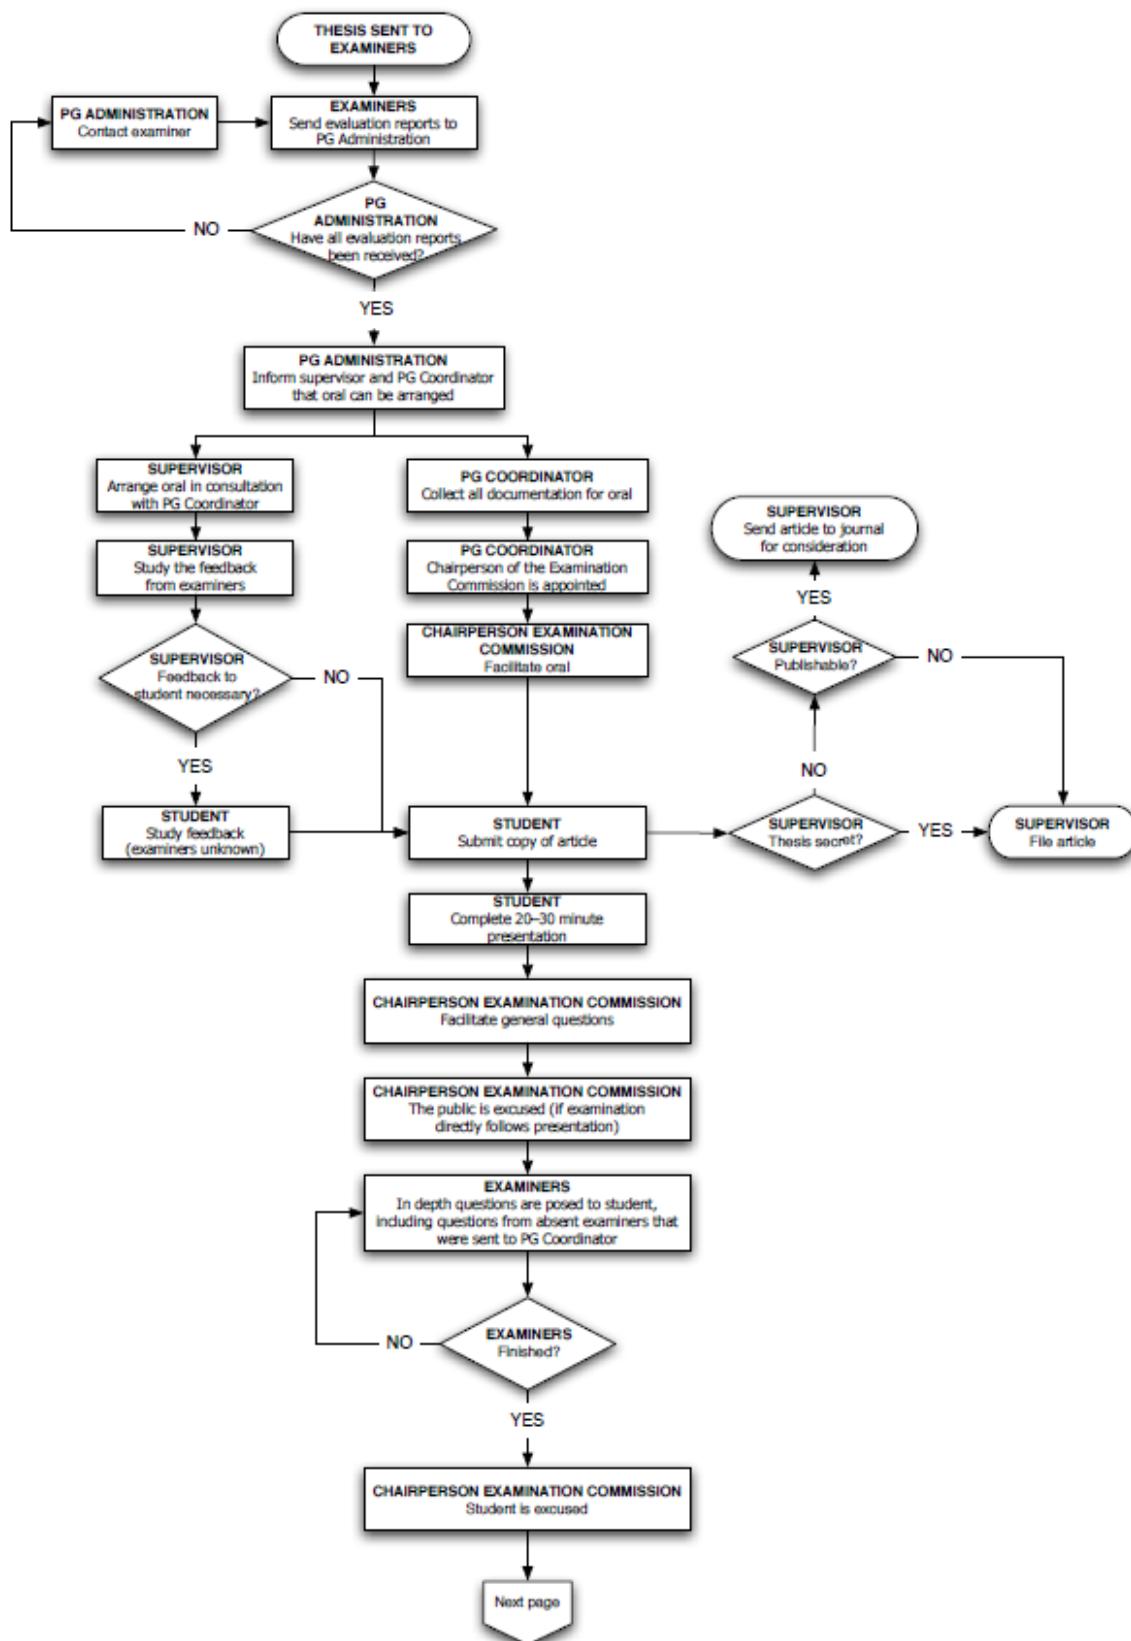 THESIS SENT TO
EXAMINERS
PG ADMINISTRATION
Contact examiner
EXAMINERS
Send evaluation reports to
PG Administration
PG
ADMINISTRATION
Have all evaluation reports
been received?
NO
YES
PG ADMINISTRATION
Inform supervisor and PG Coordinator
that oral can be arranged
SUPERVISOR
Arrange oral in consultation
with PG Coordinator
PG COORDINATOR
Collect all documentation for oral
SUPERVISOR
Send article to journal
for consideration
SUPERVISOR
Study the feedback
from examiners
PG COORDINATOR
Chairperson of the Examination
Commission is appointed
YES
CHAIRPERSON EXAMINATION
COMMISSION
Facilitate oral
SUPERVISOR
Publishable?
NO
SUPERVISOR
Feedback to
student necessary?
NO
YES
NO
STUDENT
Study feedback
(examiners unknown)
STUDENT
Submit copy of article
SUPERVISOR
Thesis secret?
YES
SUPERVISOR
File article
STUDENT
Complete 20–30 minute
presentation
CHAIRPERSON EXAMINATION COMMISSION
Facilitate general questions
CHAIRPERSON EXAMINATION COMMISSION
The public is excused (if examination
directly follows presentation)
EXAMINERS
In depth questions are posed to student,
including questions from absent examiners that
were sent to PG Coordinator
EXAMINERS
Finished?
NO
YES
CHAIRPERSON EXAMINATION COMMISSION
Student is excused
Next page